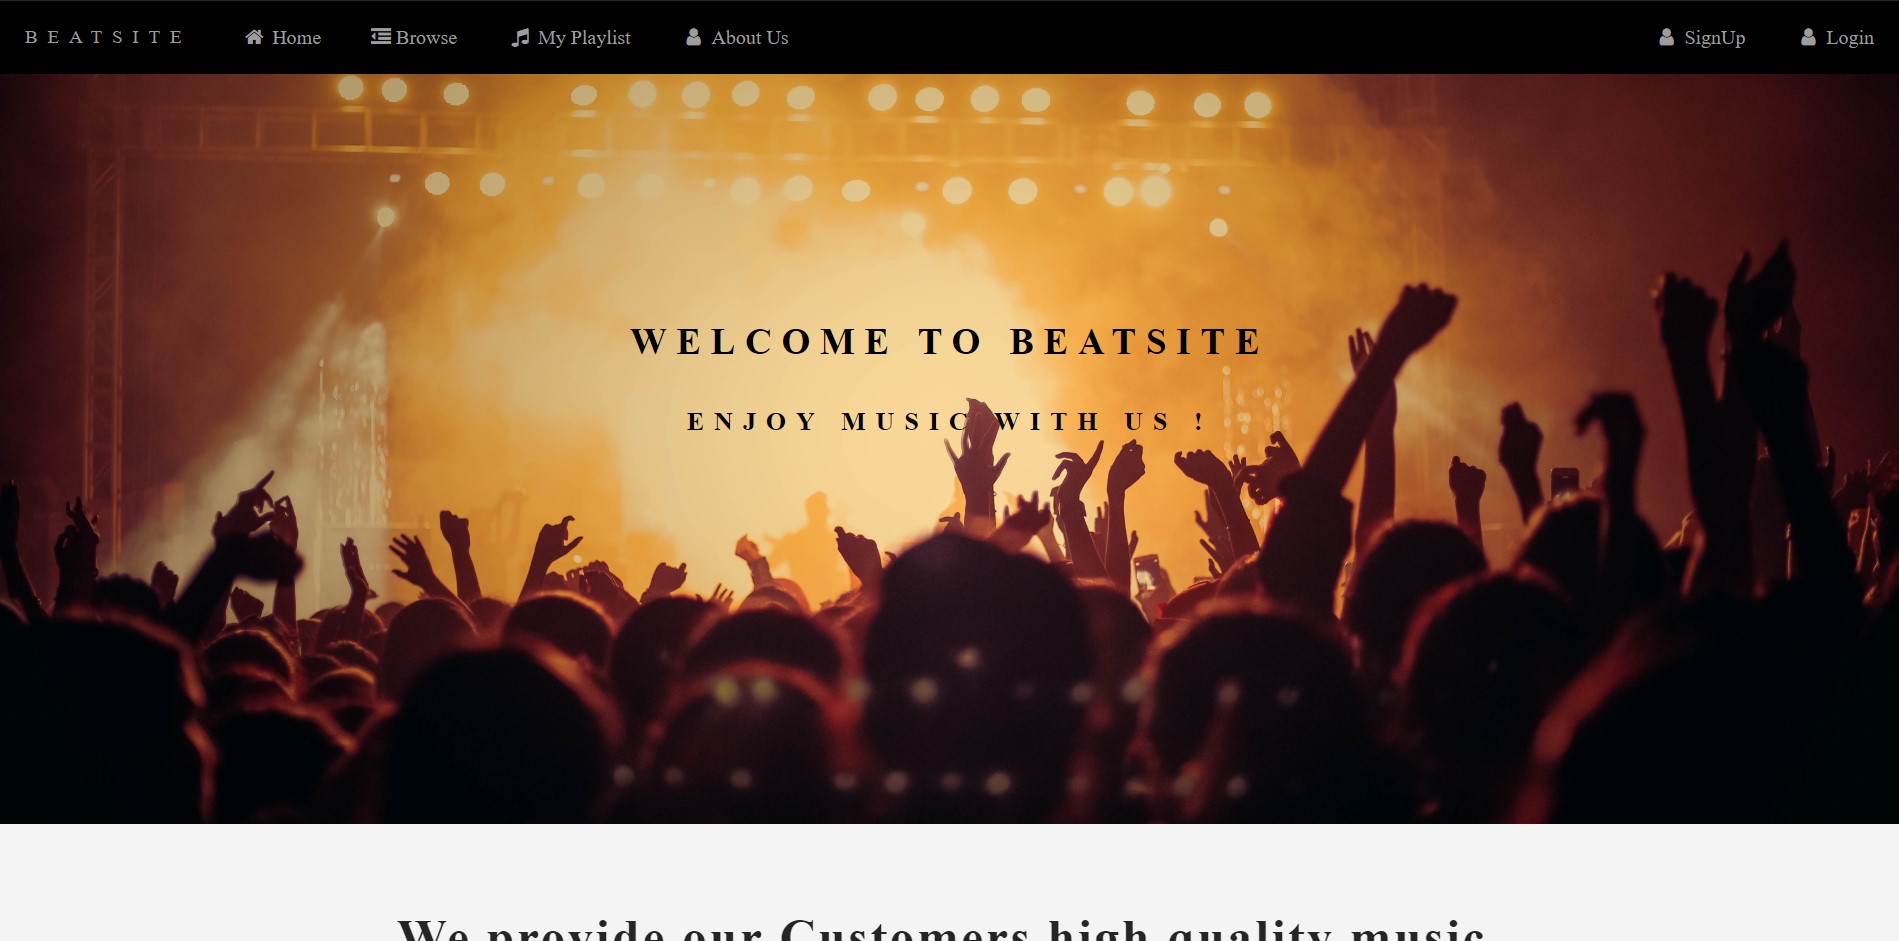 BEATSITE Home Browse My Playlist About Us SignUp Login
WELCOME TO BEATSITE
ENJOY MUSIC WITH US !
We provide our Customers high quality music